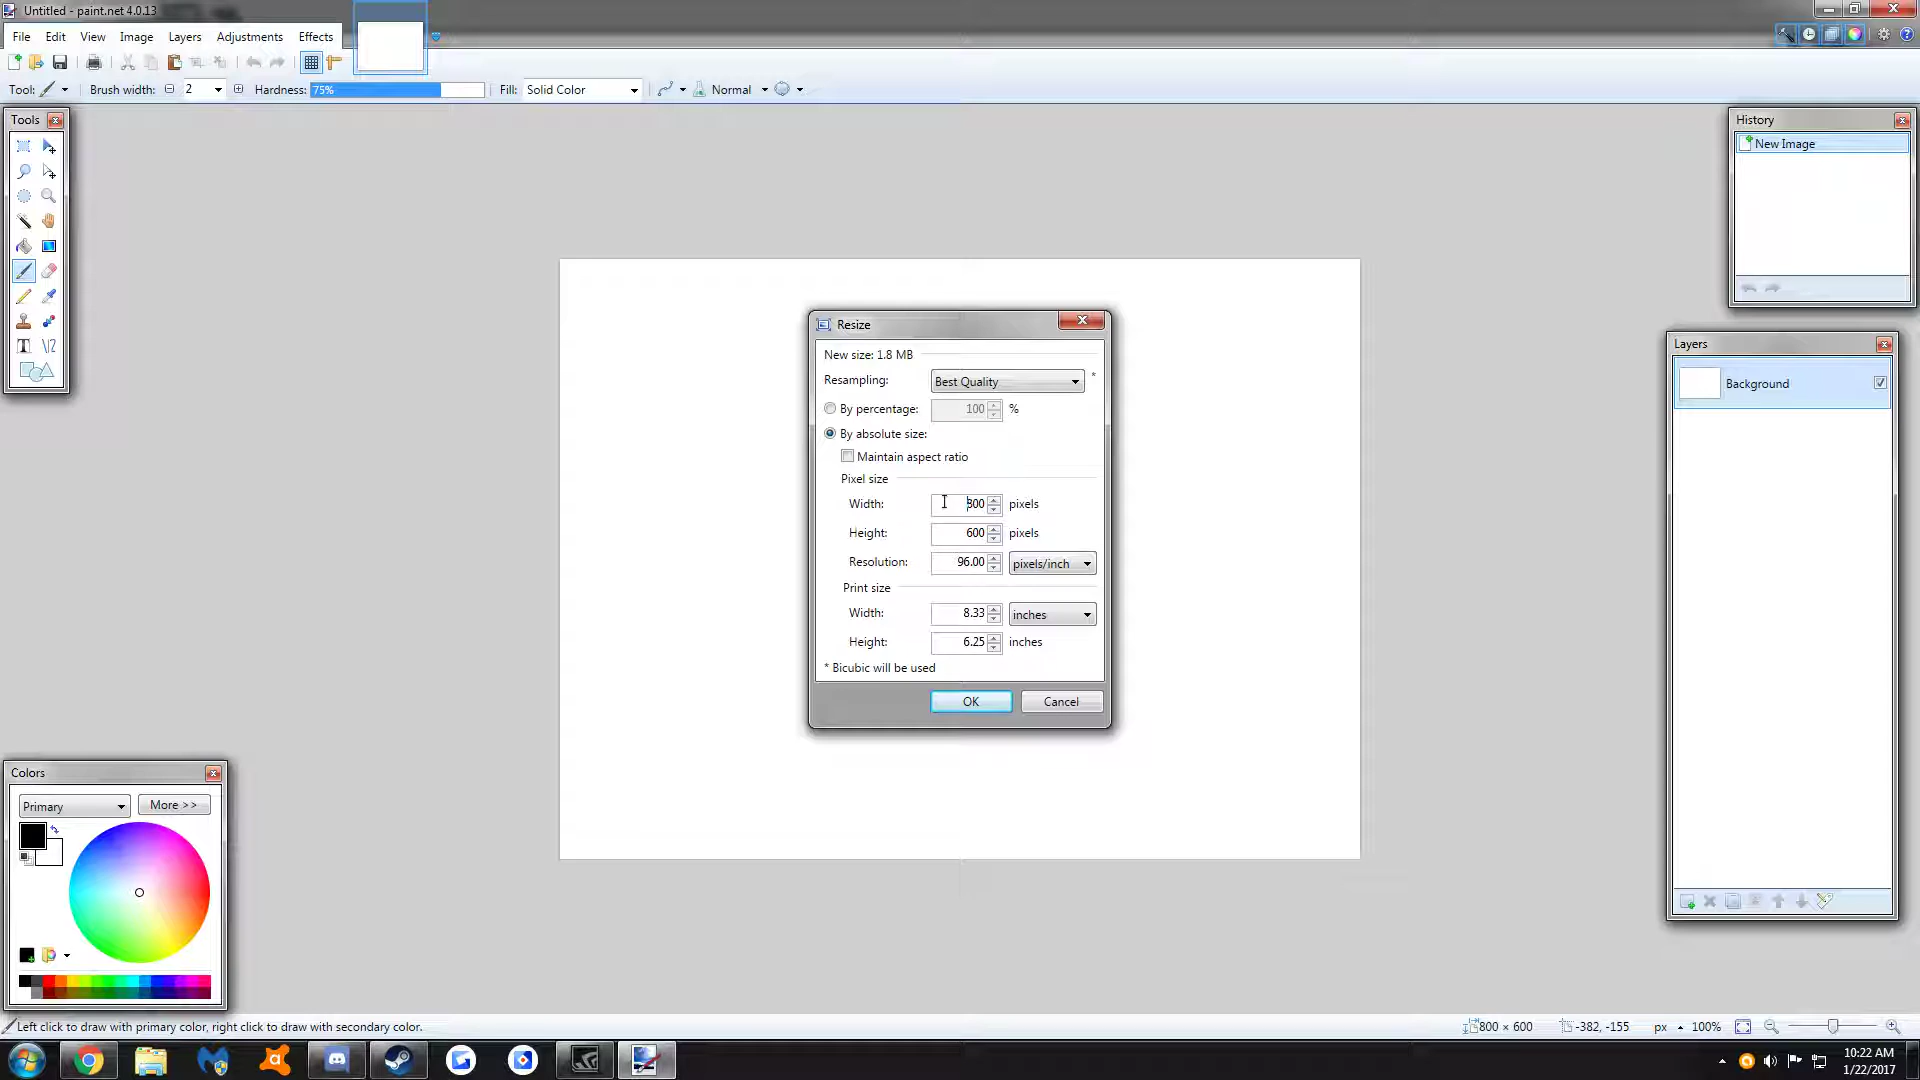 Untitled - paint.net 4.0.13
File Edit View Image Layers Adjustments Effects
Tool: Brush width: 2 Hardness: 75% Fill: Solid Color Normal
Tools
History
New Image
Resize
New size: 1.8 MB
Resampling: Best Quality *
By percentage: 100 %
By absolute size:
Maintain aspect ratio
Pixel size
Width: 800 pixels
Height: 600 pixels
Resolution: 96.00 pixels/inch
Print size
Width: 8.33 inches
Height: 6.25 inches
* Bicubic will be used
OK Cancel
Layers
Background
Colors
Primary More >>
Left click to draw with primary color, right click to draw with secondary color.
800 × 600 -382, -155 px 100%
10:22 AM
1/22/2017